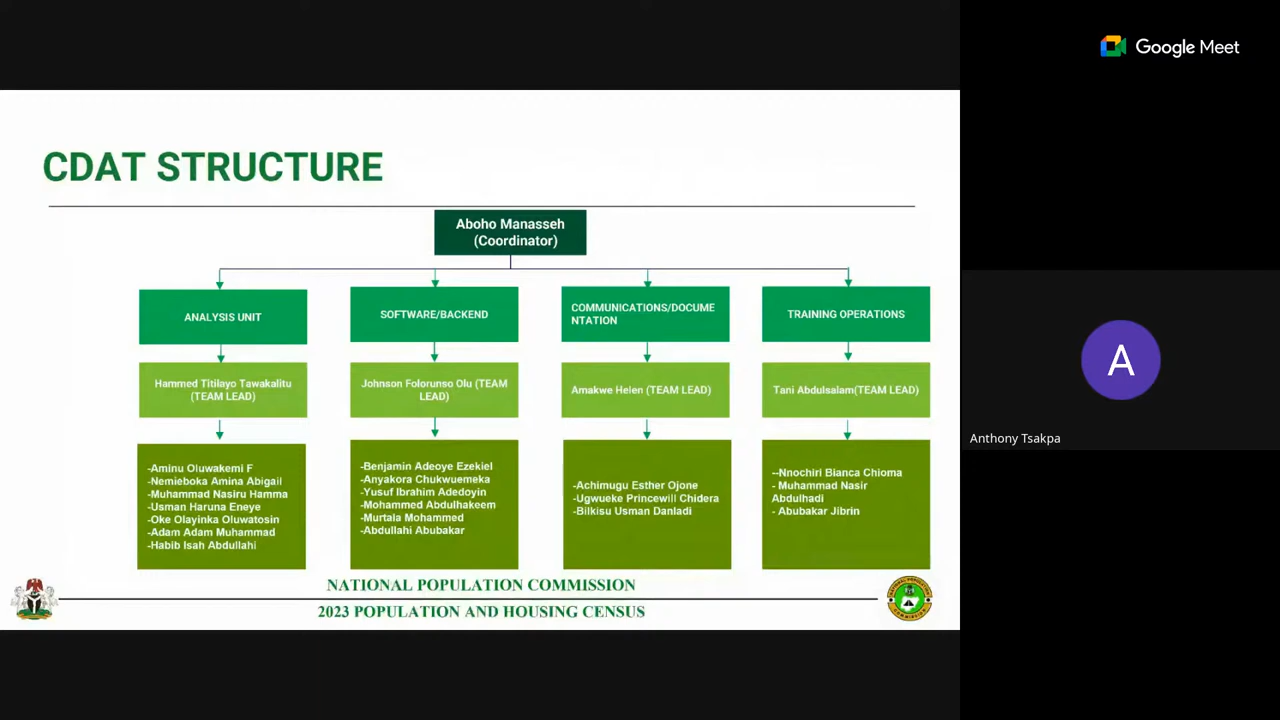 Google Meet
CDAT STRUCTURE
Aboho Manasseh
(Coordinator)
ANALYSIS UNIT
SOFTWARE/BACKEND
COMMUNICATIONS/DOCUME
NTATION
TRAINING OPERATIONS
Hammed Titilayo Tawakalitu
(TEAM LEAD)
Johnson Folorunso Olu (TEAM
LEAD)
Amakwe Helen (TEAM LEAD)
Tani Abdulsalam(TEAM LEAD)
-Aminu Oluwakemi F
-Nemieboka Amina Abigail
-Muhammad Nasiru Hamma
-Usman Haruna Eneye
-Oke Olayinka Oluwatosin
-Adam Adam Muhammad
-Habib Isah Abdullahi
-Benjamin Adeoye Ezekiel
-Anyakora Chukwuemeka
-Yusuf Ibrahim Adedoyin
-Mohammed Abdulhakeem
-Murtala Mohammed
-Abdullahi Abubakar
-Achimugu Esther Ojone
-Ugwueke Princewill Chidera
-Bilkisu Usman Danladi
--Nnochiri Bianca Chioma
- Muhammad Nasir
Abdulhadi
- Abubakar Jibrin
NATIONAL POPULATION COMMISSION
2023 POPULATION AND HOUSING CENSUS
A
Anthony Tsakpa